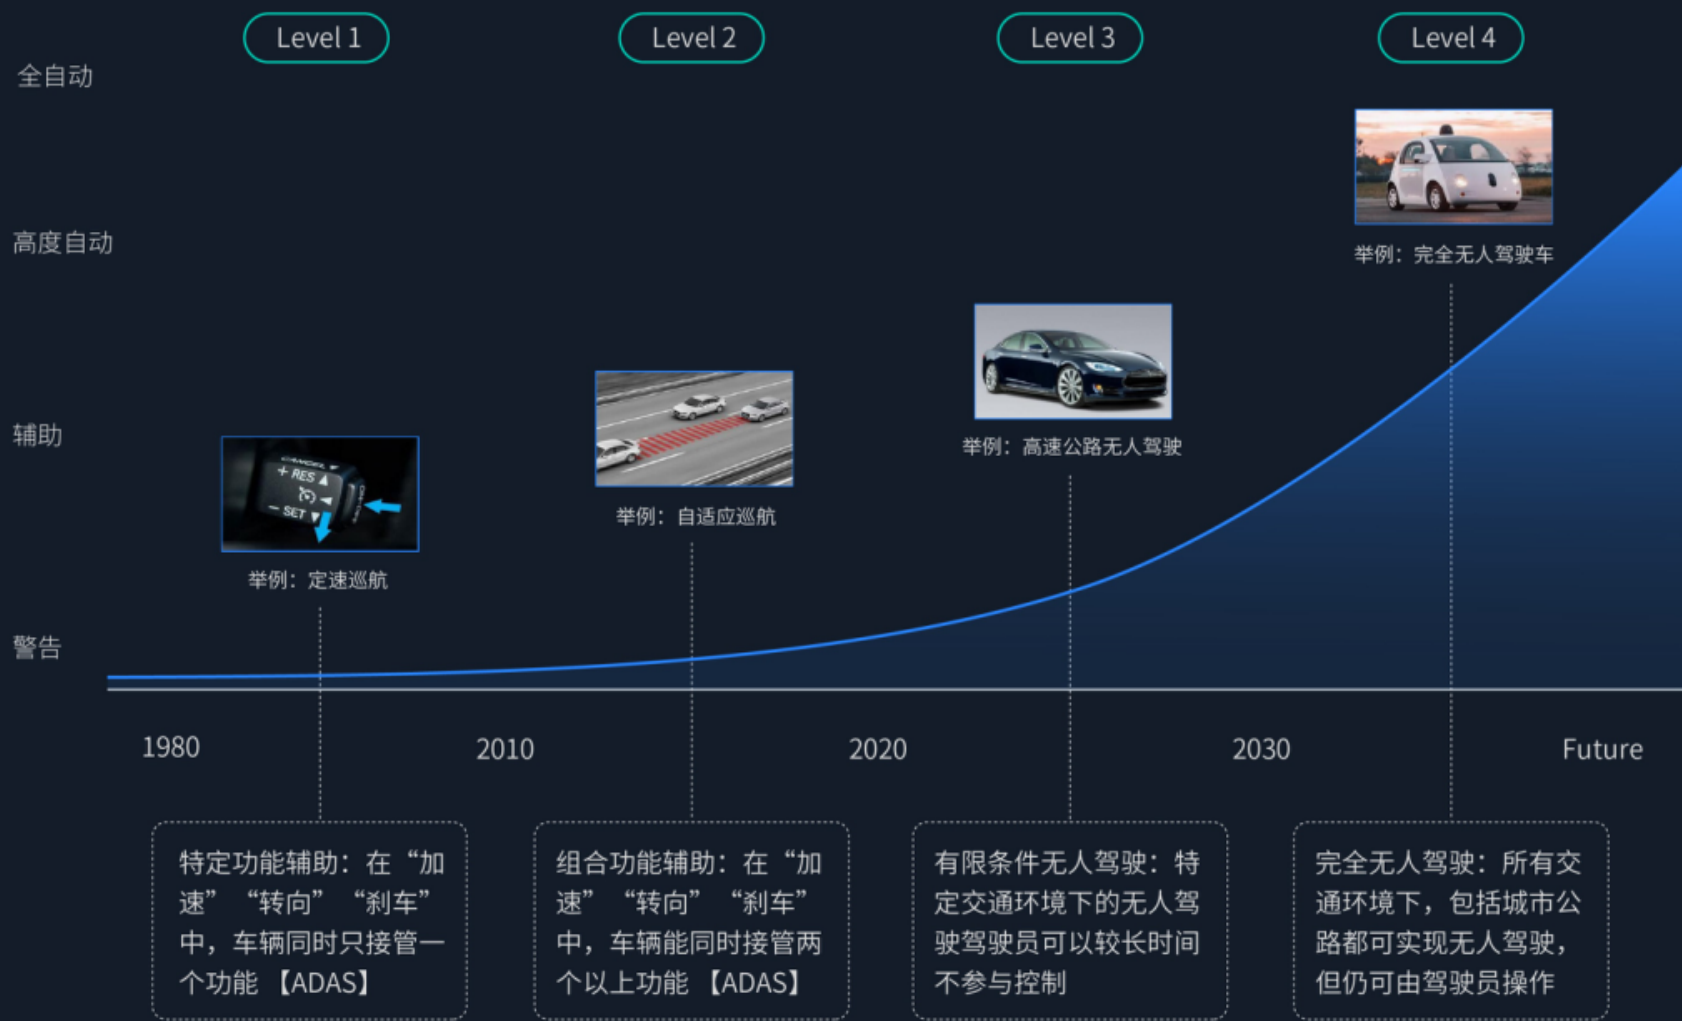 Level 1
Level 2
Level 3
Level 4
全自动
高度自动
辅助
警告
CANCEL
+ RES
- SET
举例：定速巡航
举例：自适应巡航
举例：高速公路无人驾驶
举例：完全无人驾驶车
1980
2010
2020
2030
Future
特定功能辅助：在“加
速”“转向”“刹车”
中，车辆同时只接管一
个功能【ADAS】
组合功能辅助：在“加
速”“转向”“刹车”
中，车辆能同时接管两
个以上功能【ADAS】
有限条件无人驾驶：特
定交通环境下的无人驾
驶驾驶员可以较长时间
不参与控制
完全无人驾驶：所有交
通环境下，包括城市公
路都可实现无人驾驶，
但仍可由驾驶员操作